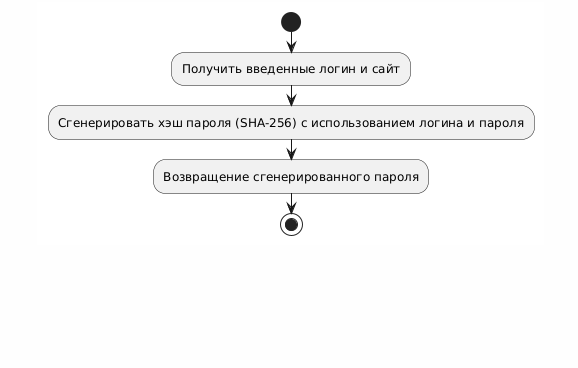 Получить введенные логин и сайт
Сгенерировать хэш пароля (SHA-256) с использованием логина и пароля
Возвращение сгенерированного пароля